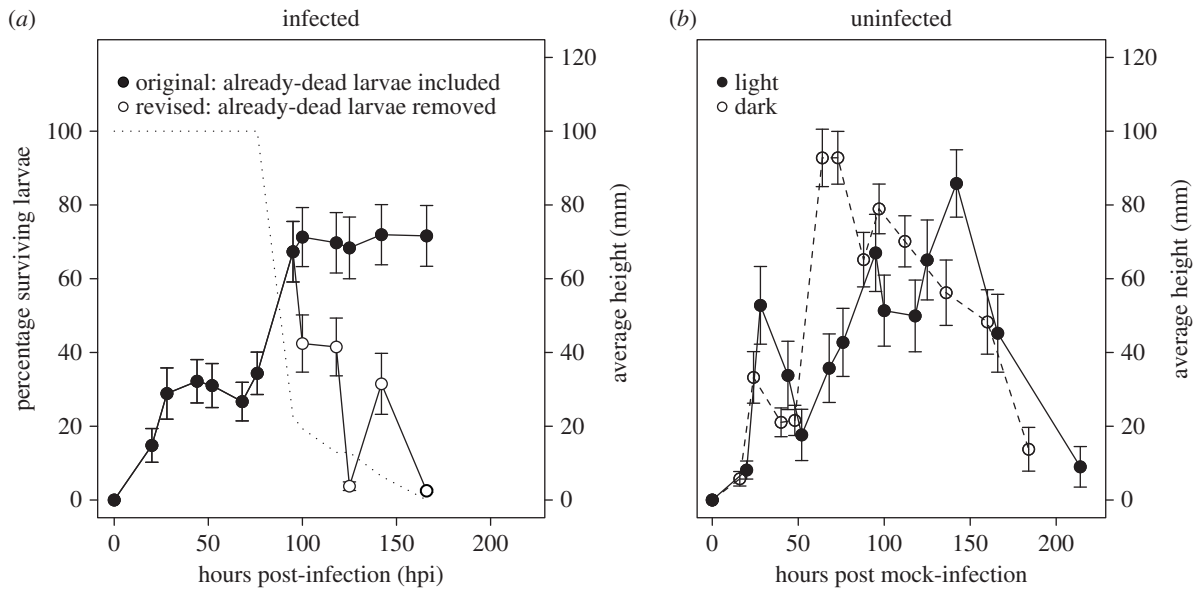 (a) infected
original: already-dead larvae included
revised: already-dead larvae removed
percentage surviving larvae
100
80
60
40
20
0
120
100
80
60
40
20
0
average height (mm)
0 50 100 150 200
hours post-infection (hpi)
(b) uninfected
light
dark
120
100
80
60
40
20
0
average height (mm)
0 50 100 150 200
hours post mock-infection